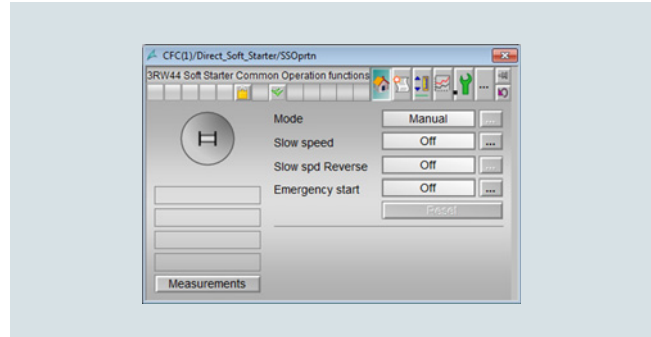 CFC(1)/Direct_Soft_Starter/SSOprtn
3RW44 Soft Starter Common Operation functions
...
Mode Manual ...
Slow speed Off ...
Slow spd Reverse Off ...
Emergency start Off ...
Reset
Measurements